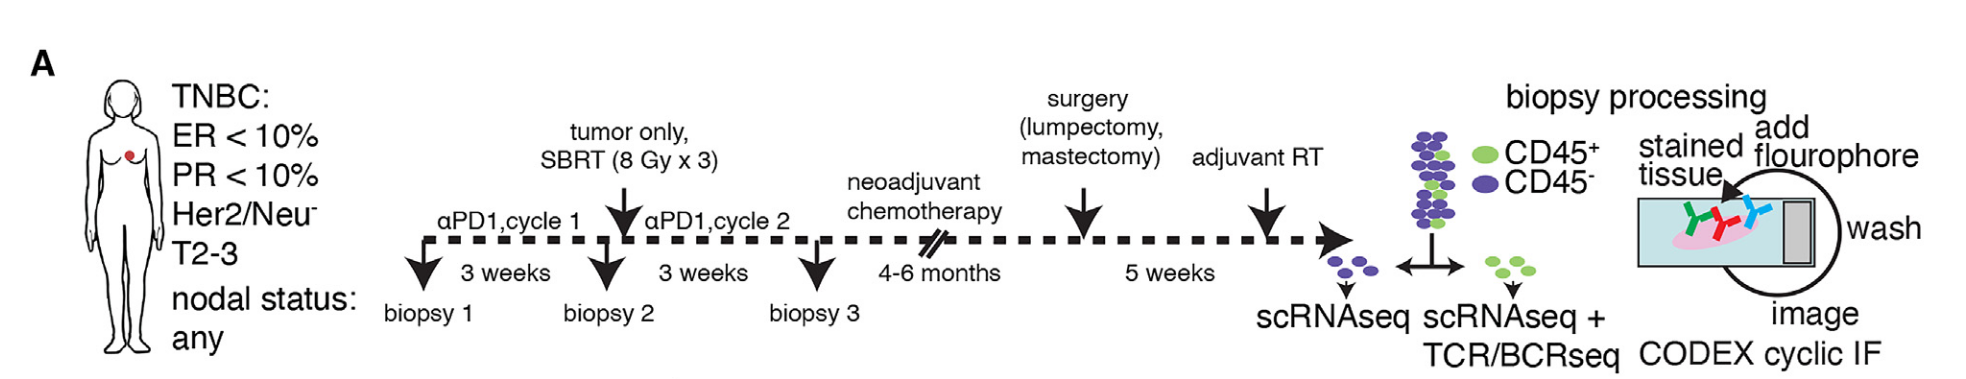 A
TNBC:
ER < 10%
PR < 10%
Her2/Neu-
T2-3
nodal status:
any
tumor only,
SBRT (8 Gy x 3)
αPD1,cycle 1
αPD1,cycle 2
3 weeks
3 weeks
biopsy 1
biopsy 2
biopsy 3
neoadjuvant
chemotherapy
4-6 months
surgery
(lumpectomy,
mastectomy)
adjuvant RT
5 weeks
biopsy processing
CD45+
CD45-
scRNAseq
scRNAseq +
TCR/BCRseq
stained
tissue
add
flourophore
wash
image
CODEX cyclic IF